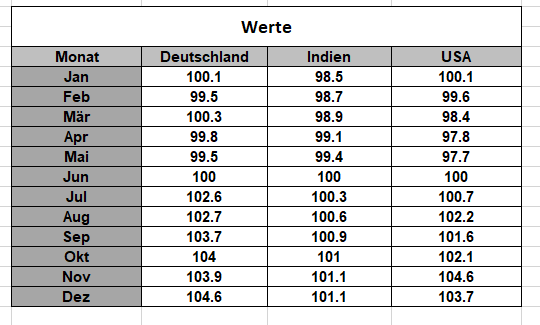 Werte
Monat Deutschland Indien USA
Jan 100.1 98.5 100.1
Feb 99.5 98.7 99.6
Mär 100.3 98.9 98.4
Apr 99.8 99.1 97.8
Mai 99.5 99.4 97.7
Jun 100 100 100
Jul 102.6 100.3 100.7
Aug 102.7 100.6 102.2
Sep 103.7 100.9 101.6
Okt 104 101 102.1
Nov 103.9 101.1 104.6
Dez 104.6 101.1 103.7